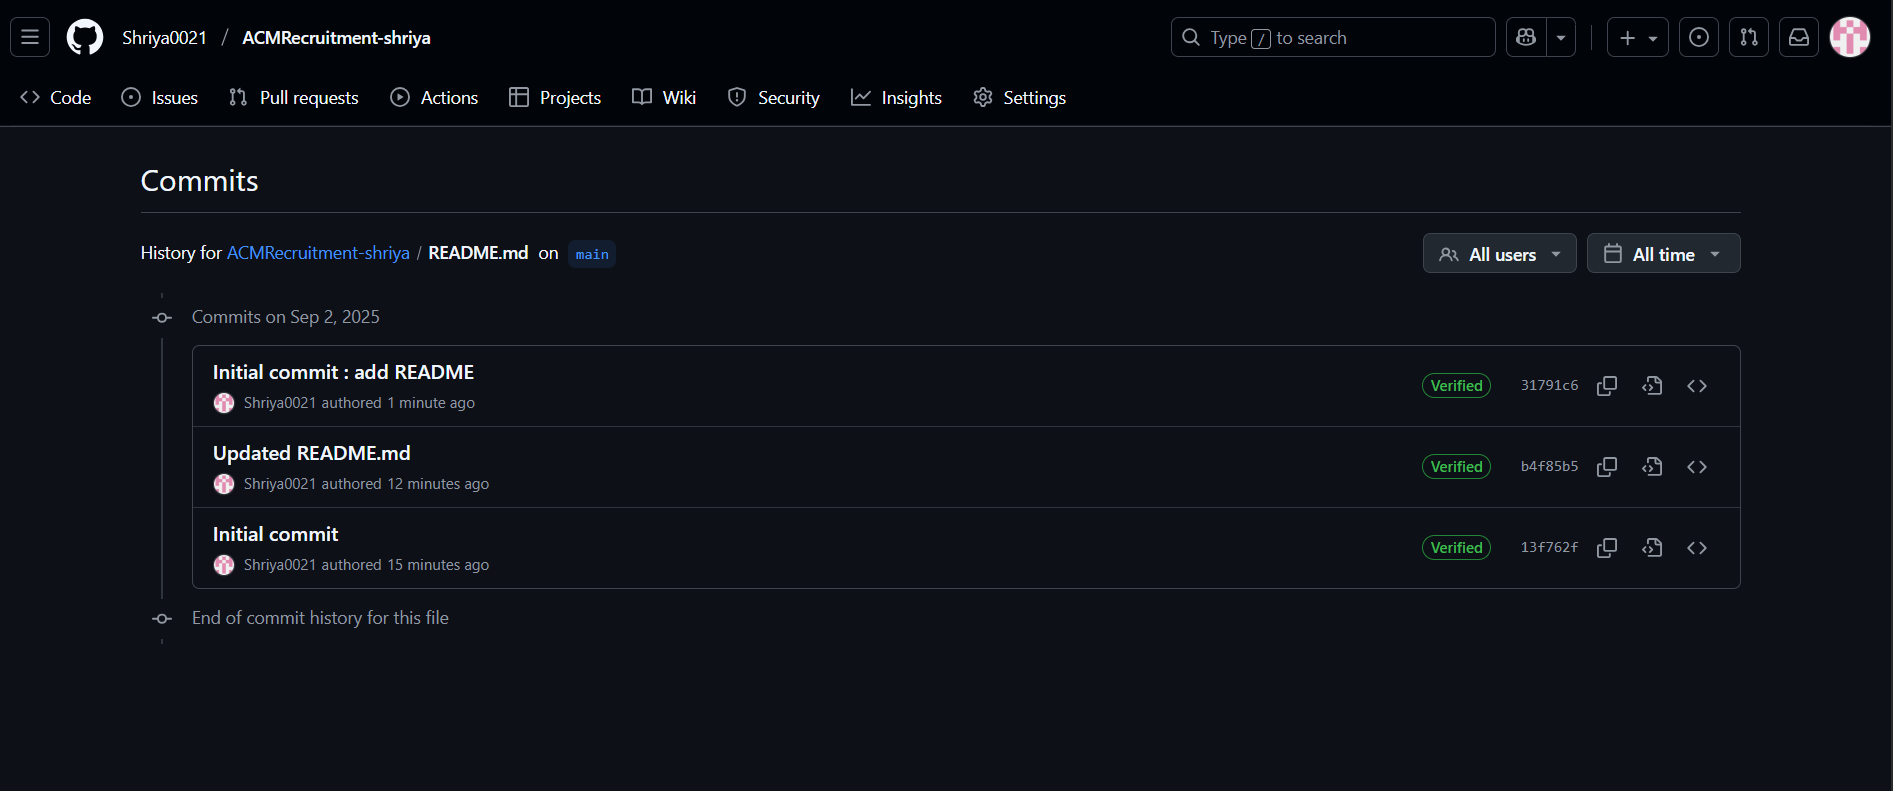 Shriya0021 / ACMRecruitment-shriya
Type / to search
Code Issues Pull requests Actions Projects Wiki Security Insights Settings
Commits
History for ACMRecruitment-shriya / README.md on main
All users All time
Commits on Sep 2, 2025
Initial commit : add README
Shriya0021 authored 1 minute ago
Verified 31791c6
Updated README.md
Shriya0021 authored 12 minutes ago
Verified b4f85b5
Initial commit
Shriya0021 authored 15 minutes ago
Verified 13f762f
End of commit history for this file